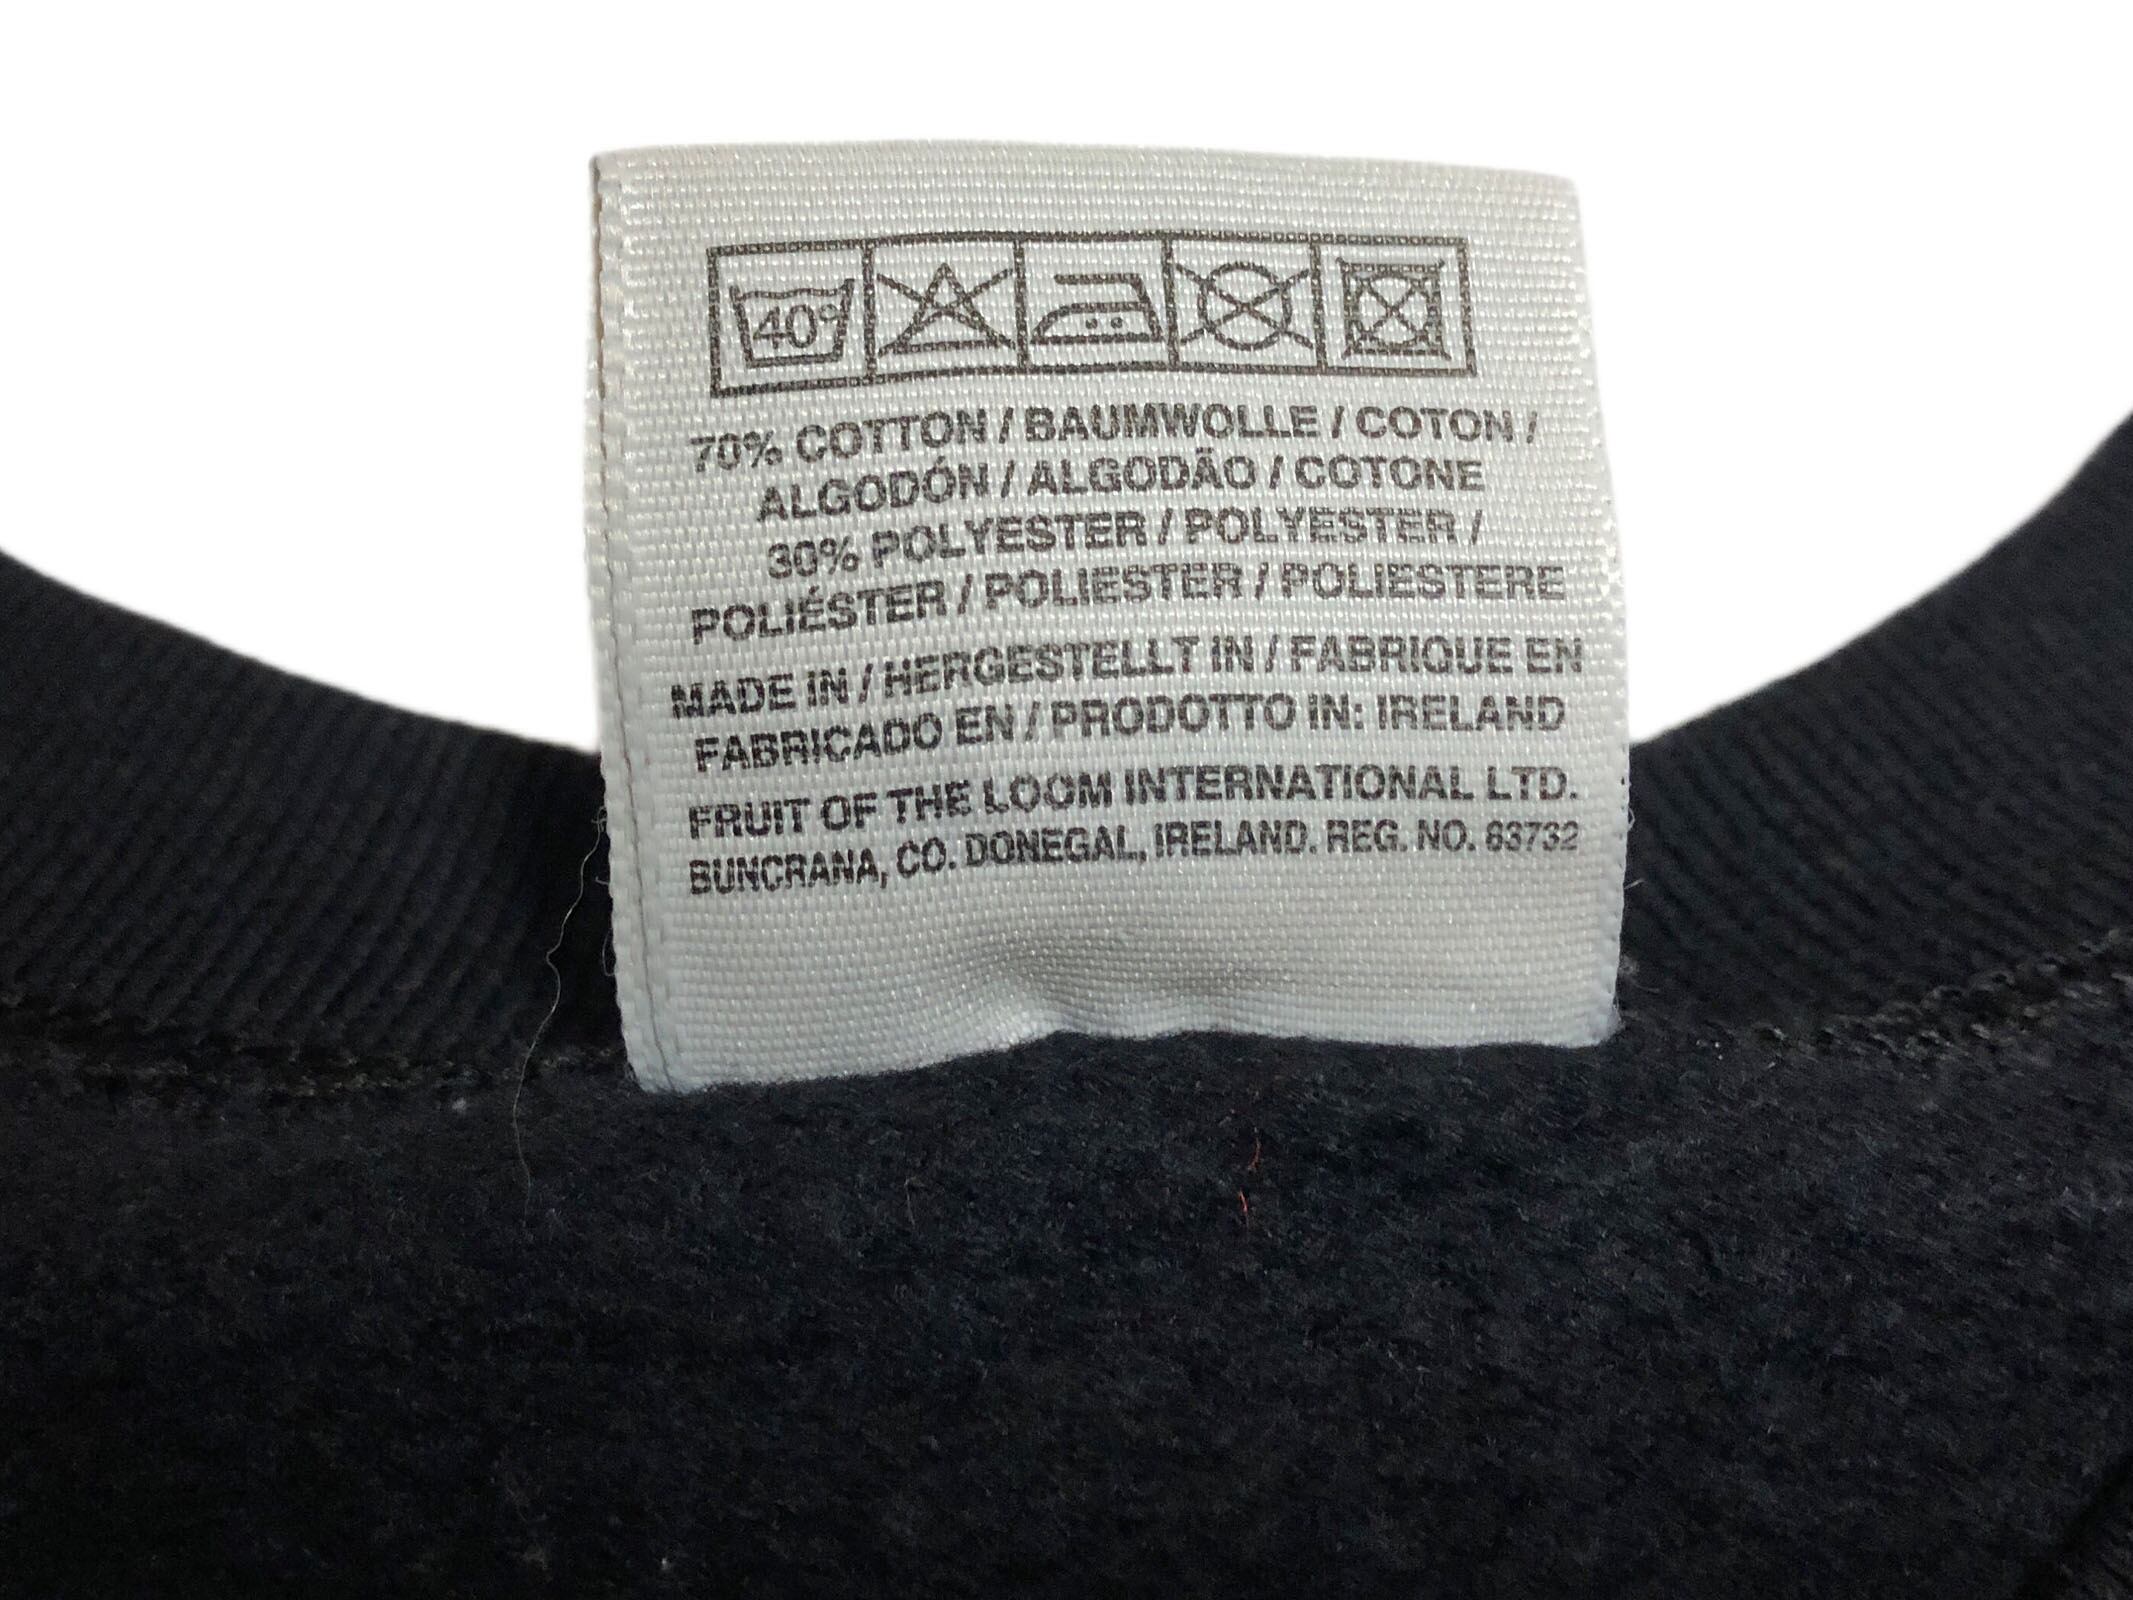 40°
70% COTTON / BAUMWOLLE / COTON /
ALGODÓN / ALGODÃO / COTONE
30% POLYESTER / POLYESTER /
POLIÉSTER / POLIESTER / POLIESTERE
MADE IN / HERGESTELLT IN / FABRIQUE EN
FABRICADO EN / PRODOTTO IN: IRELAND
FRUIT OF THE LOOM INTERNATIONAL LTD.
BUNCRANA, CO. DONEGAL, IRELAND. REG. NO. 63732